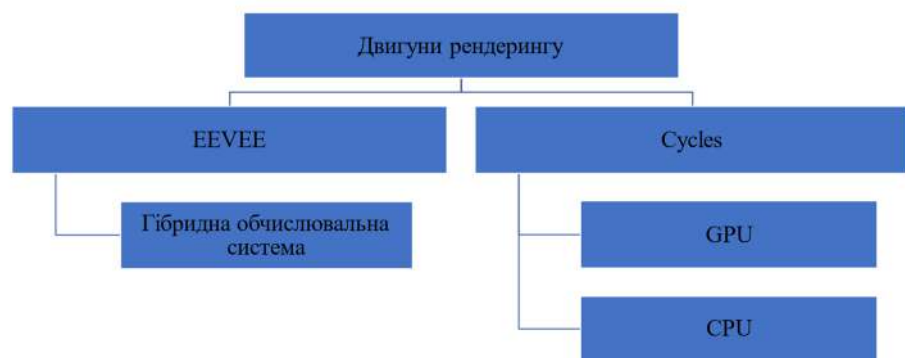 Двигуни рендерингу
EEVEE
Cycles
Гібридна обчислювальна
система
GPU
CPU